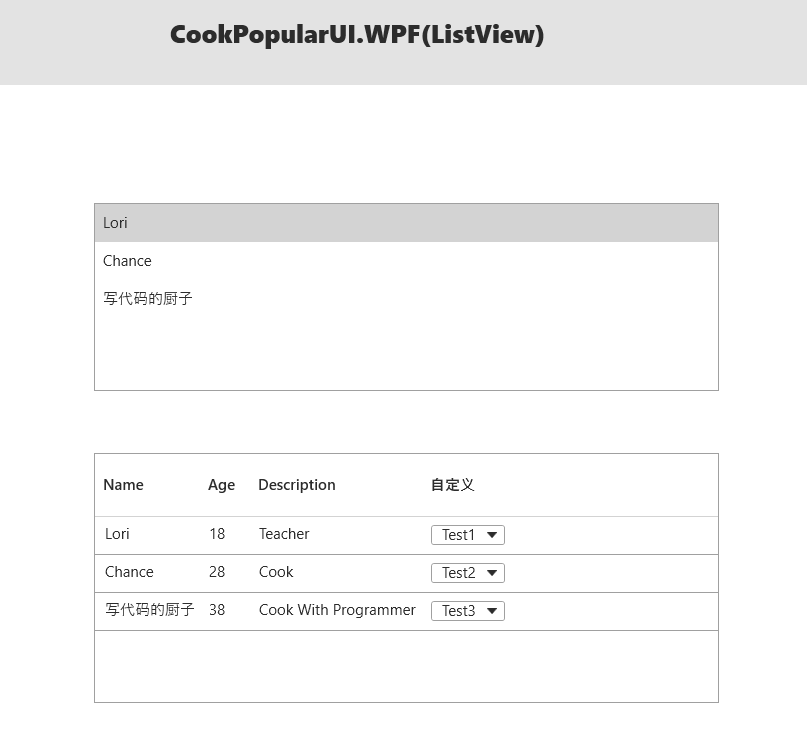 CookPopularUI.WPF(ListView)
Lori
Chance
写代码的厨子
Name Age Description 自定义
Lori 18 Teacher Test1
Chance 28 Cook Test2
写代码的厨子 38 Cook With Programmer Test3